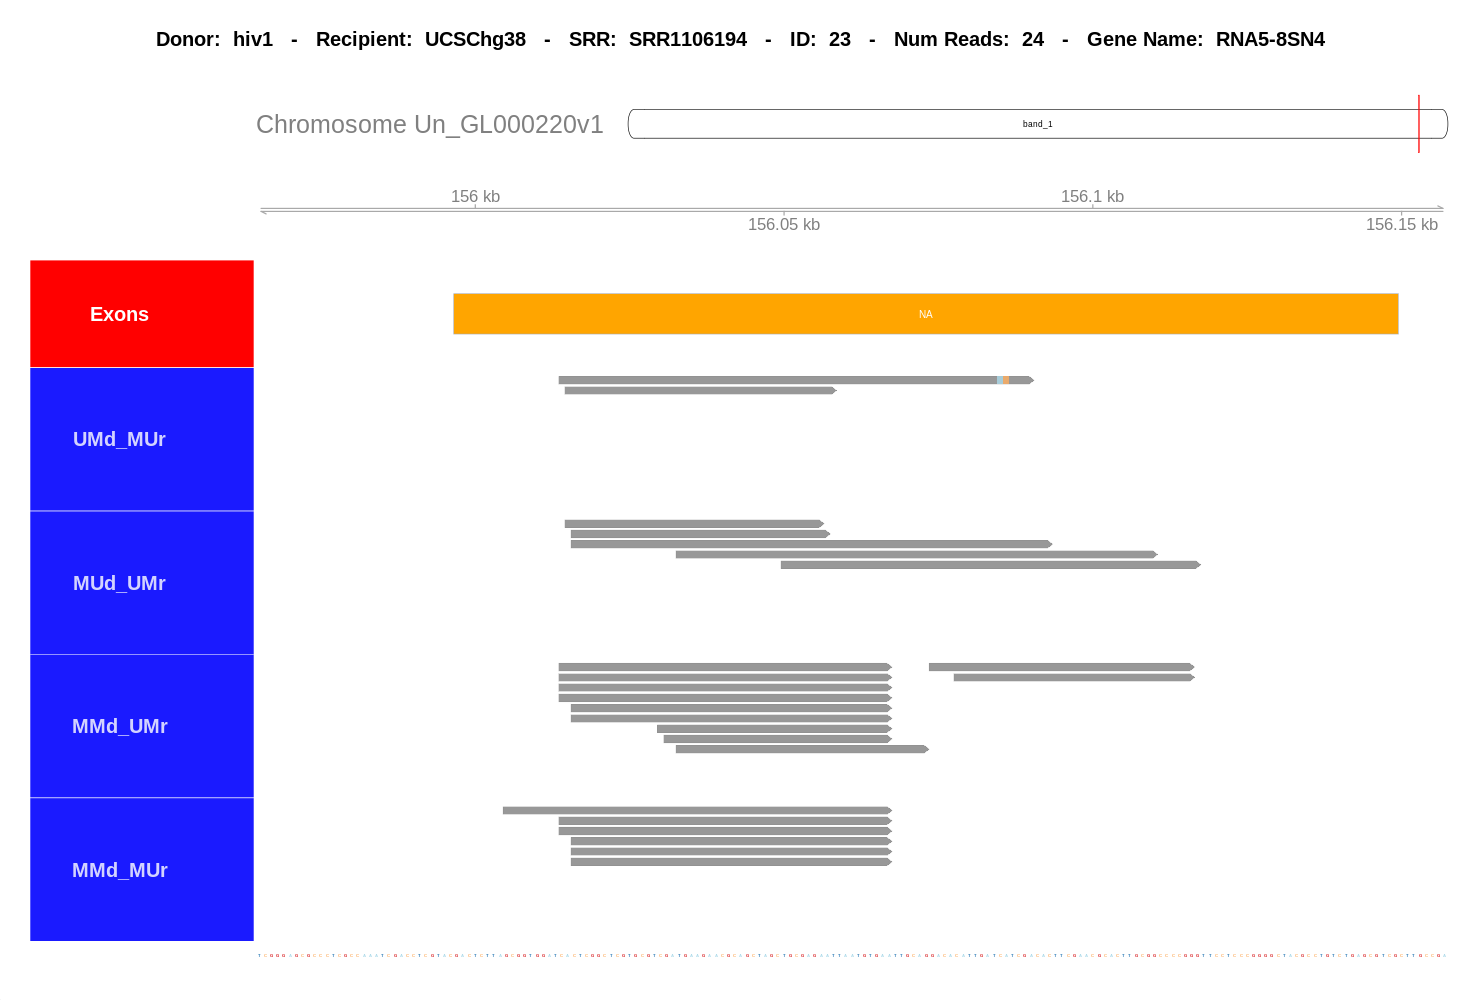 Donor: hiv1 - Recipient: UCSChg38 - SRR: SRR1106194 - ID: 23 - Num Reads: 24 - Gene Name: RNA5-8SN4
Chromosome Un_GL000220v1
band_1
156 kb
156.1 kb
156.05 kb
156.15 kb
Exons
NA
UMd_MUr
MUd_UMr
MMd_UMr
MMd_MUr